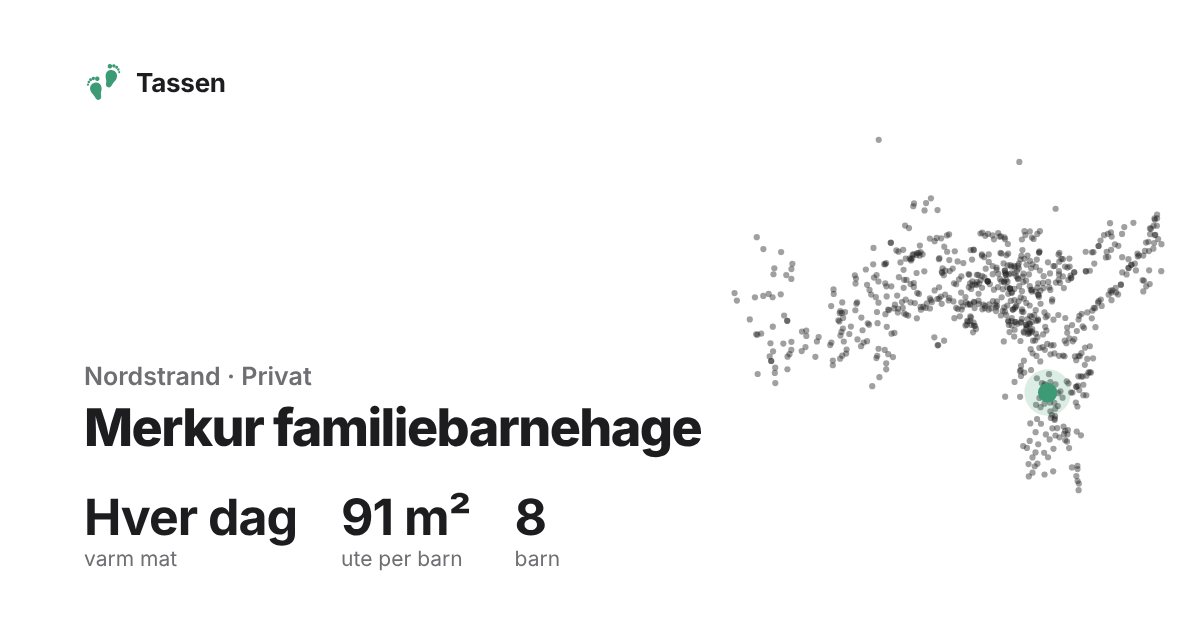 Tassen
Nordstrand · Privat
Merkur familiebarnehage
Hver dag 91 m² 8
varm mat ute per barn barn